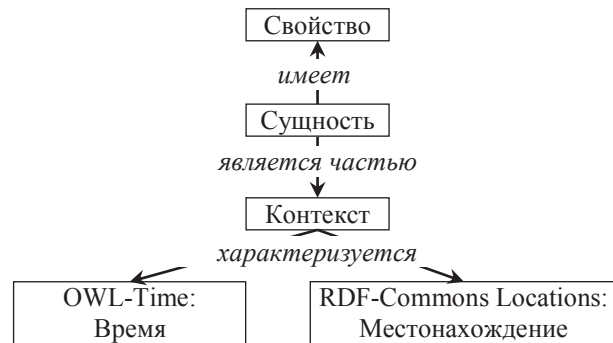 Свойство
имеет
Сущность
является частью
Контекст
характеризуется
OWL-Time:
Время
RDF-Commons Locations:
Местонахождение